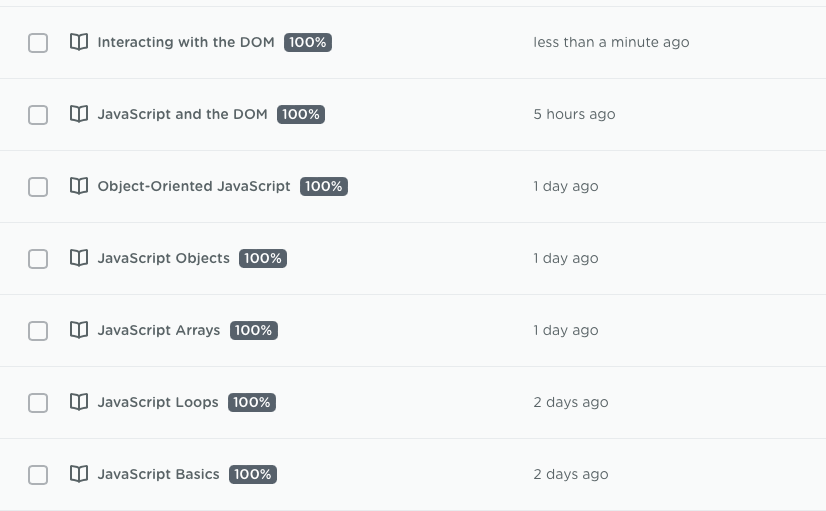 Interacting with the DOM 100% less than a minute ago
JavaScript and the DOM 100% 5 hours ago
Object-Oriented JavaScript 100% 1 day ago
JavaScript Objects 100% 1 day ago
JavaScript Arrays 100% 1 day ago
JavaScript Loops 100% 2 days ago
JavaScript Basics 100% 2 days ago